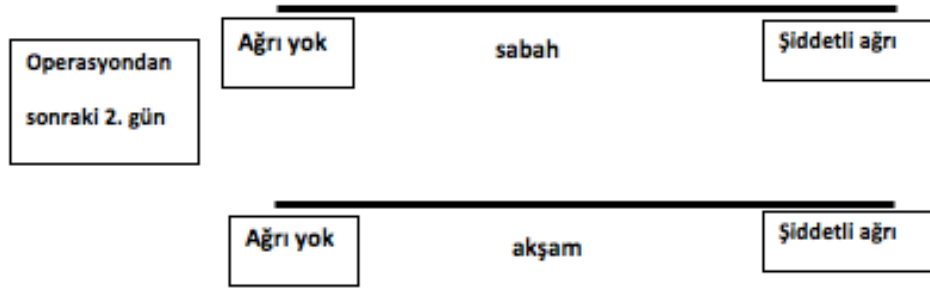 Ağrı yok
sabah
Şiddetli ağrı
Operasyondan
sonraki 2. gün
Ağrı yok
akşam
Şiddetli ağrı